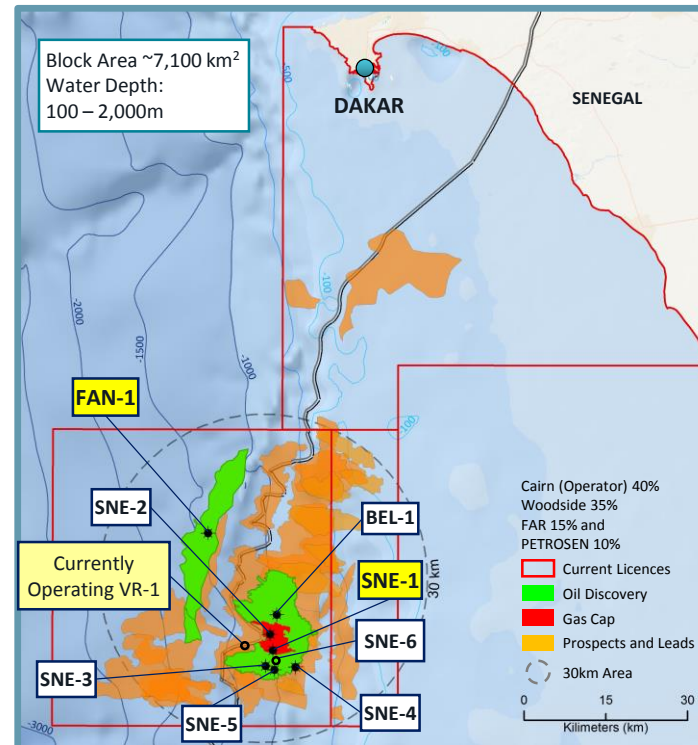 Block Area ~7,100 km²
Water Depth:
100 – 2,000m
DAKAR
SENEGAL
-500
-100
-100
-2000
-1500
-1000
-100
FAN-1
SNE-2
Currently
Operating VR-1
SNE-3
SNE-5
BEL-1
SNE-1
SNE-6
SNE-4
30 km
-3000
Cairn (Operator) 40%
Woodside 35%
FAR 15% and
PETROSEN 10%
Current Licences
Oil Discovery
Gas Cap
Prospects and Leads
30km Area
0 15 30
Kilimeters (km)